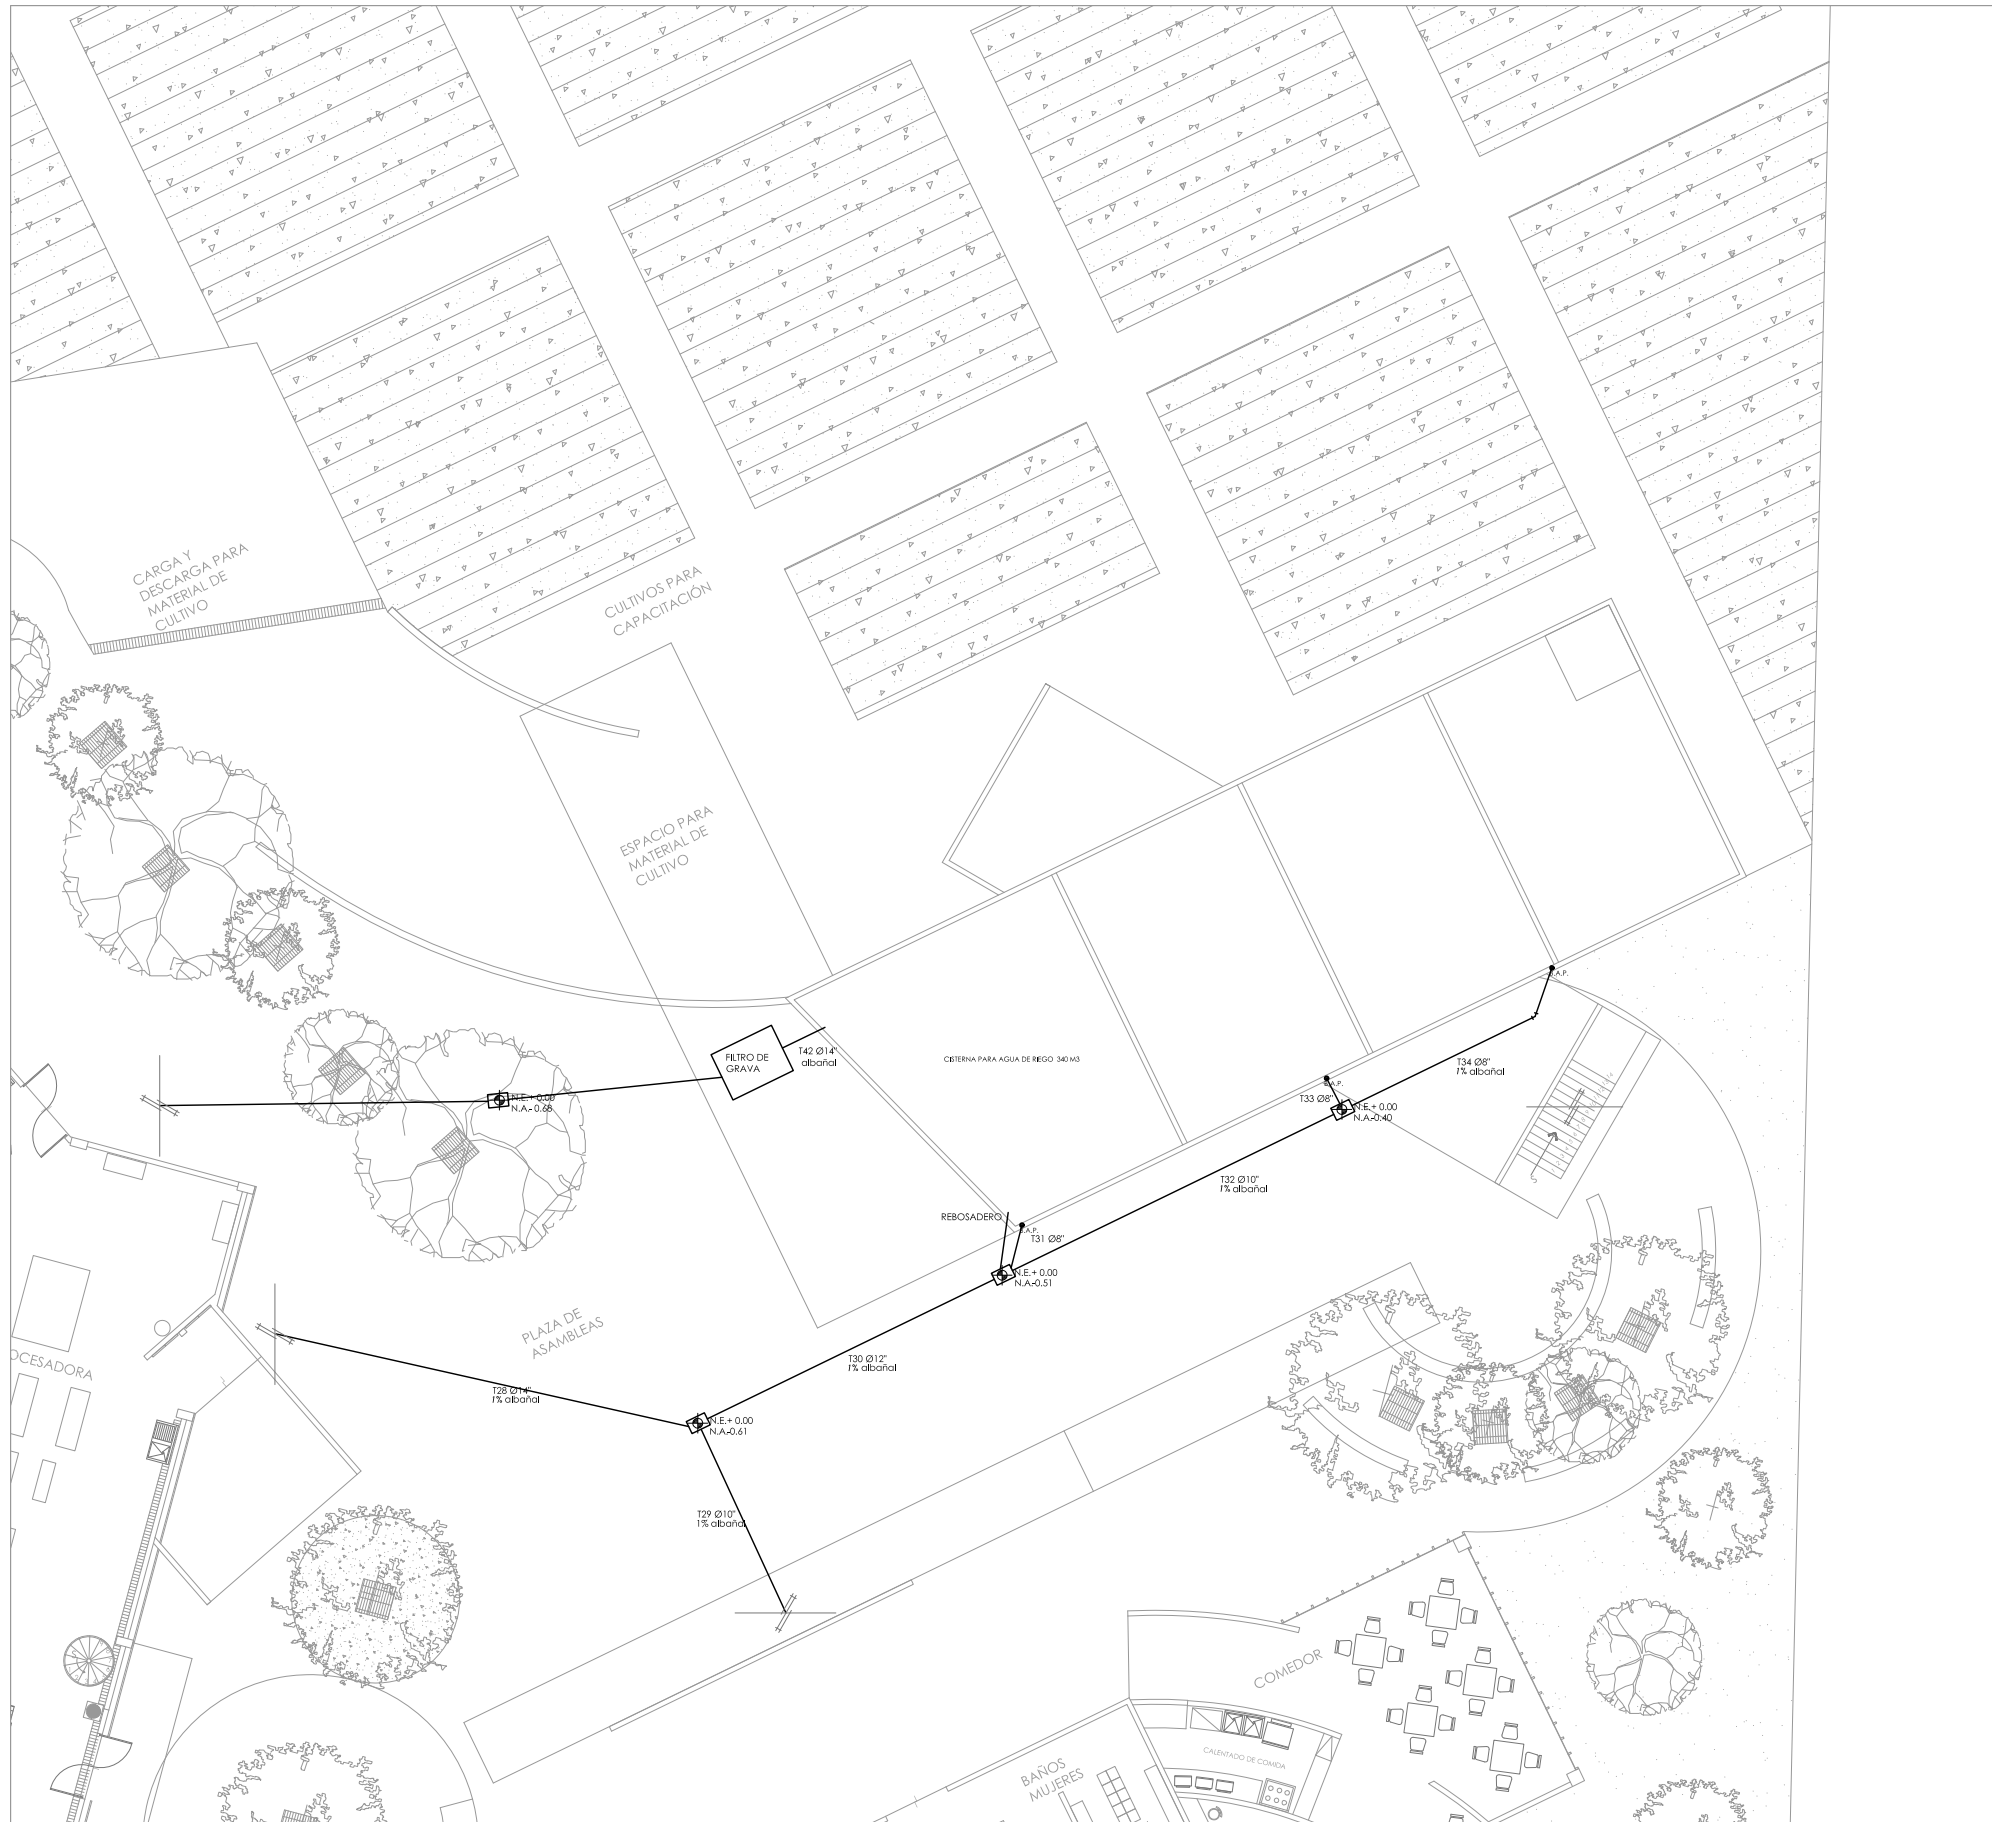 CARGA Y
DESCARGA PARA
MATERIAL DE
CULTIVO
CULTIVOS PARA
CAPACITACIÓN
ESPACIO PARA
MATERIAL DE
CULTIVO
FILTRO DE
GRAVA
T42 Ø14"
albañal
CISTERNA PARA AGUA DE RIEGO 340 M3
N.E.+ 0.00
N.A.- 0.68
B.A.P.
T34 Ø8"
1% albañal
B.A.P.
T33 Ø8"
N.E.+ 0.00
N.A.-0.40
T32 Ø10"
1% albañal
REBOSADERO
B.A.P.
T31 Ø8"
N.E.+ 0.00
N.A.-0.51
PLAZA DE
ASAMBLEAS
T30 Ø12"
1% albañal
OCESADORA
T28 Ø14"
1% albañal
N.E.+ 0.00
N.A.-0.61
T29 Ø10"
1% albañal
COMEDOR
CALENTADO DE COMIDA
BAÑOS
MUJERES